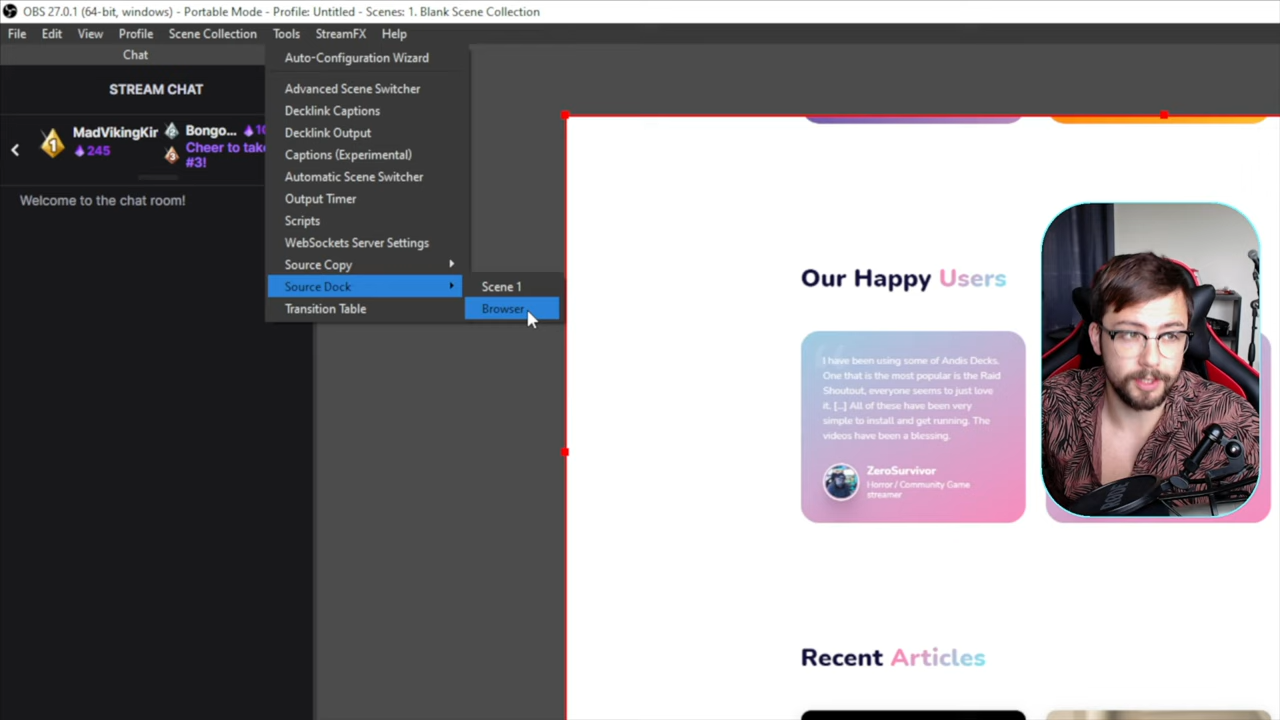 OBS 27.0.1 (64-bit, windows) - Portable Mode - Profile: Untitled - Scenes: 1. Blank Scene Collection
File Edit View Profile Scene Collection Tools StreamFX Help
Chat
STREAM CHAT
1 MadVikingKir
245
2 Bongo...
3 Cheer to take
#3!
Welcome to the chat room!
Auto-Configuration Wizard
Advanced Scene Switcher
Decklink Captions
Decklink Output
Captions (Experimental)
Automatic Scene Switcher
Output Timer
Scripts
WebSockets Server Settings
Source Copy
Source Dock
Transition Table
Scene 1
Browser
Our Happy Users
I have been using some of Andis Decks.
One that is the most popular is the Raid
Shoutout, everyone seems to just love
it. [...] All of these have been very
simple to install and get running. The
videos have been a blessing.
ZeroSurvivor
Horror / Community Game
streamer
Recent Articles